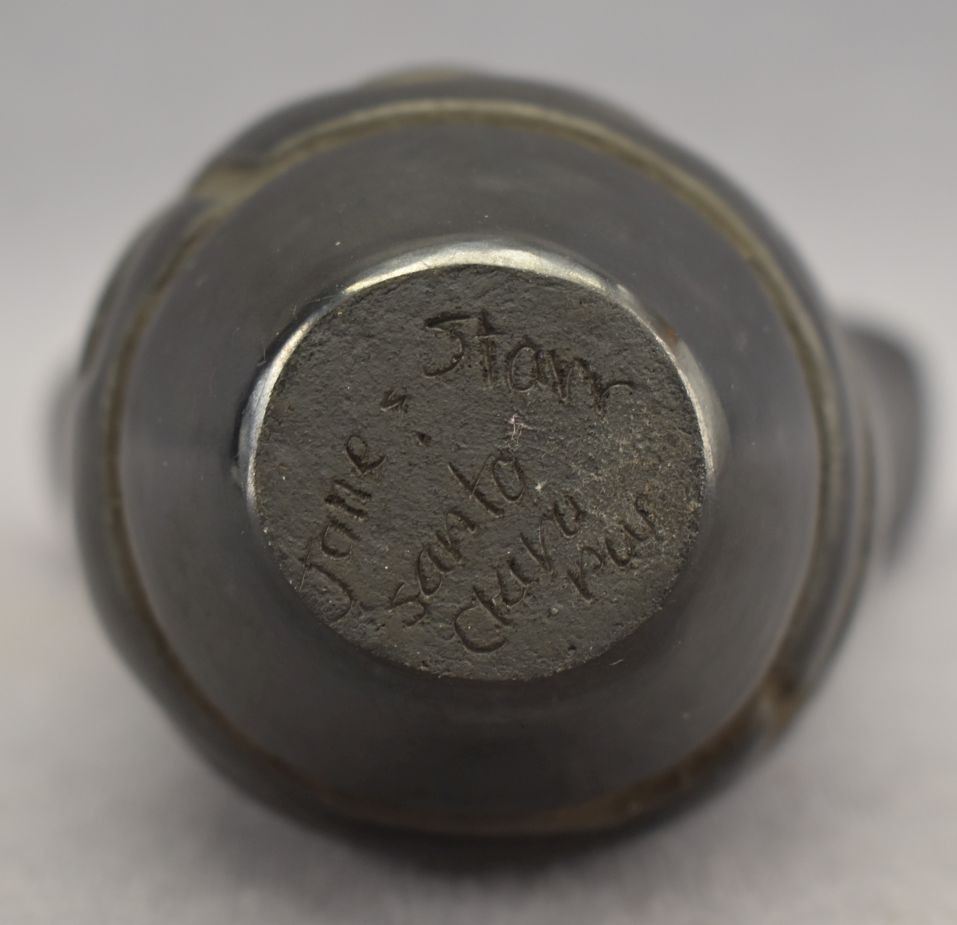 Jane & Starr
santa
Clara
pue